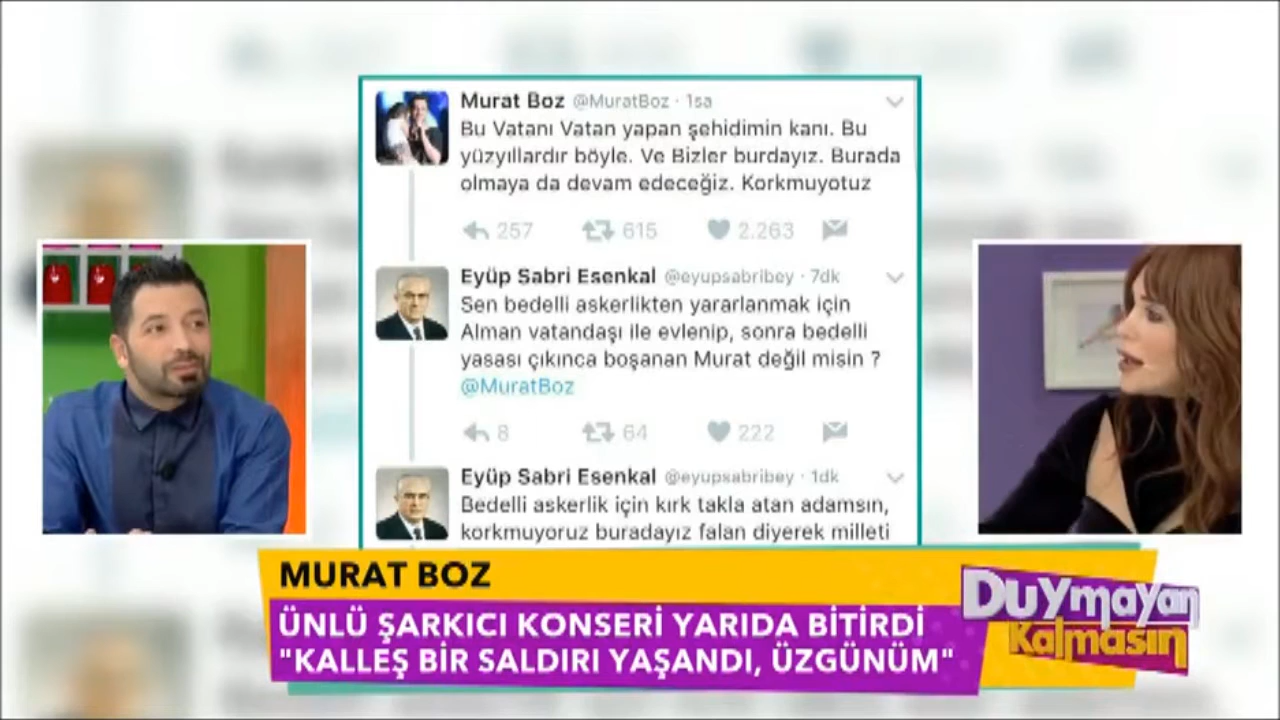 Murat Boz @MuratBoz · 1sa
Bu Vatanı Vatan yapan şehidimin kanı. Bu
yüzyıllardır böyle. Ve Bizler burdayız. Burada
olmaya da devam edeceğiz. Korkmuyotuz
257 615 2.263
Eyüp Sabri Esenkal @eyupsabribey · 7dk
Sen bedelli askerlikten yararlanmak için
Alman vatandaşı ile evlenip, sonra bedelli
yasası çıkınca boşanan Murat değil misin ?
@MuratBoz
8 64 222
Eyüp Sabri Esenkal @eyupsabribey · 1dk
Bedelli askerlik için kırk takla atan adamsın,
korkmuyoruz buradayız falan diyerek milleti
MURAT BOZ
ÜNLÜ ŞARKICI KONSERİ YARIDA BİTİRDİ
"KALLEŞ BİR SALDIRI YAŞANDI, ÜZGÜNÜM"
Duymayan
Kalmasın